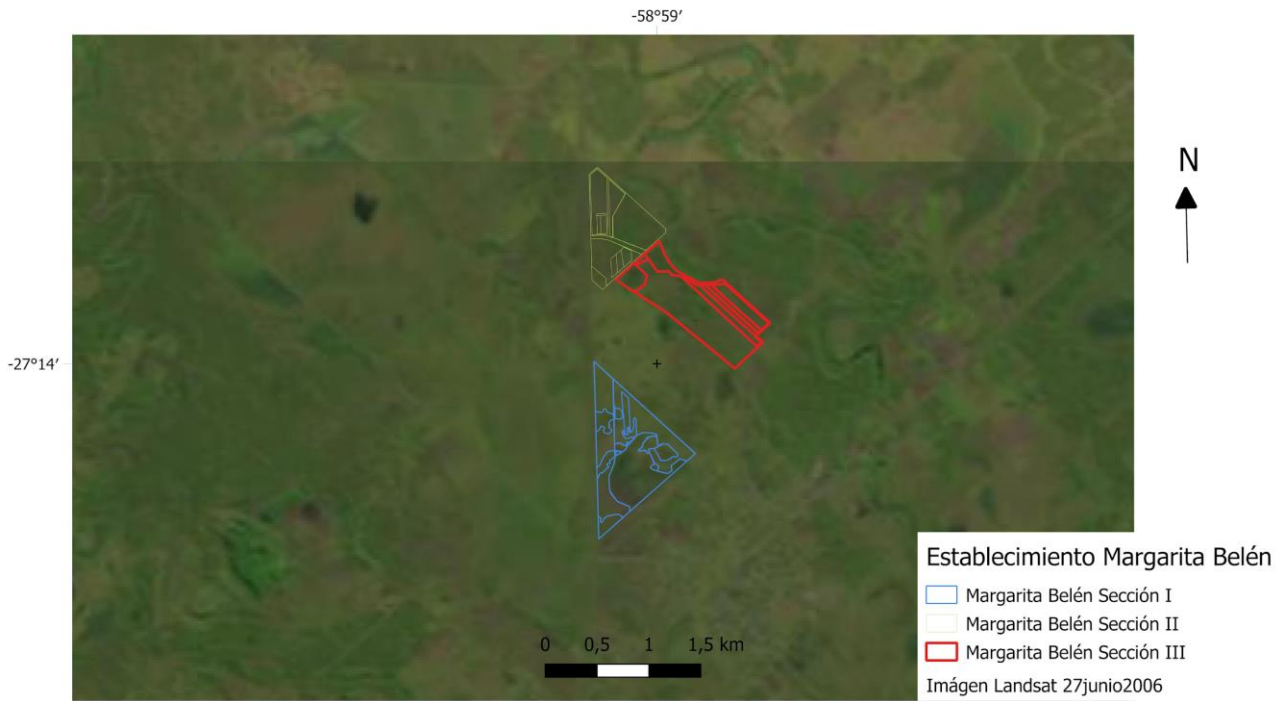 -58°59′
N
-27°14′
0 0,5 1 1,5 km
Establecimiento Margarita Belén
Margarita Belén Sección I
Margarita Belén Sección II
Margarita Belén Sección III
Imágen Landsat 27junio2006